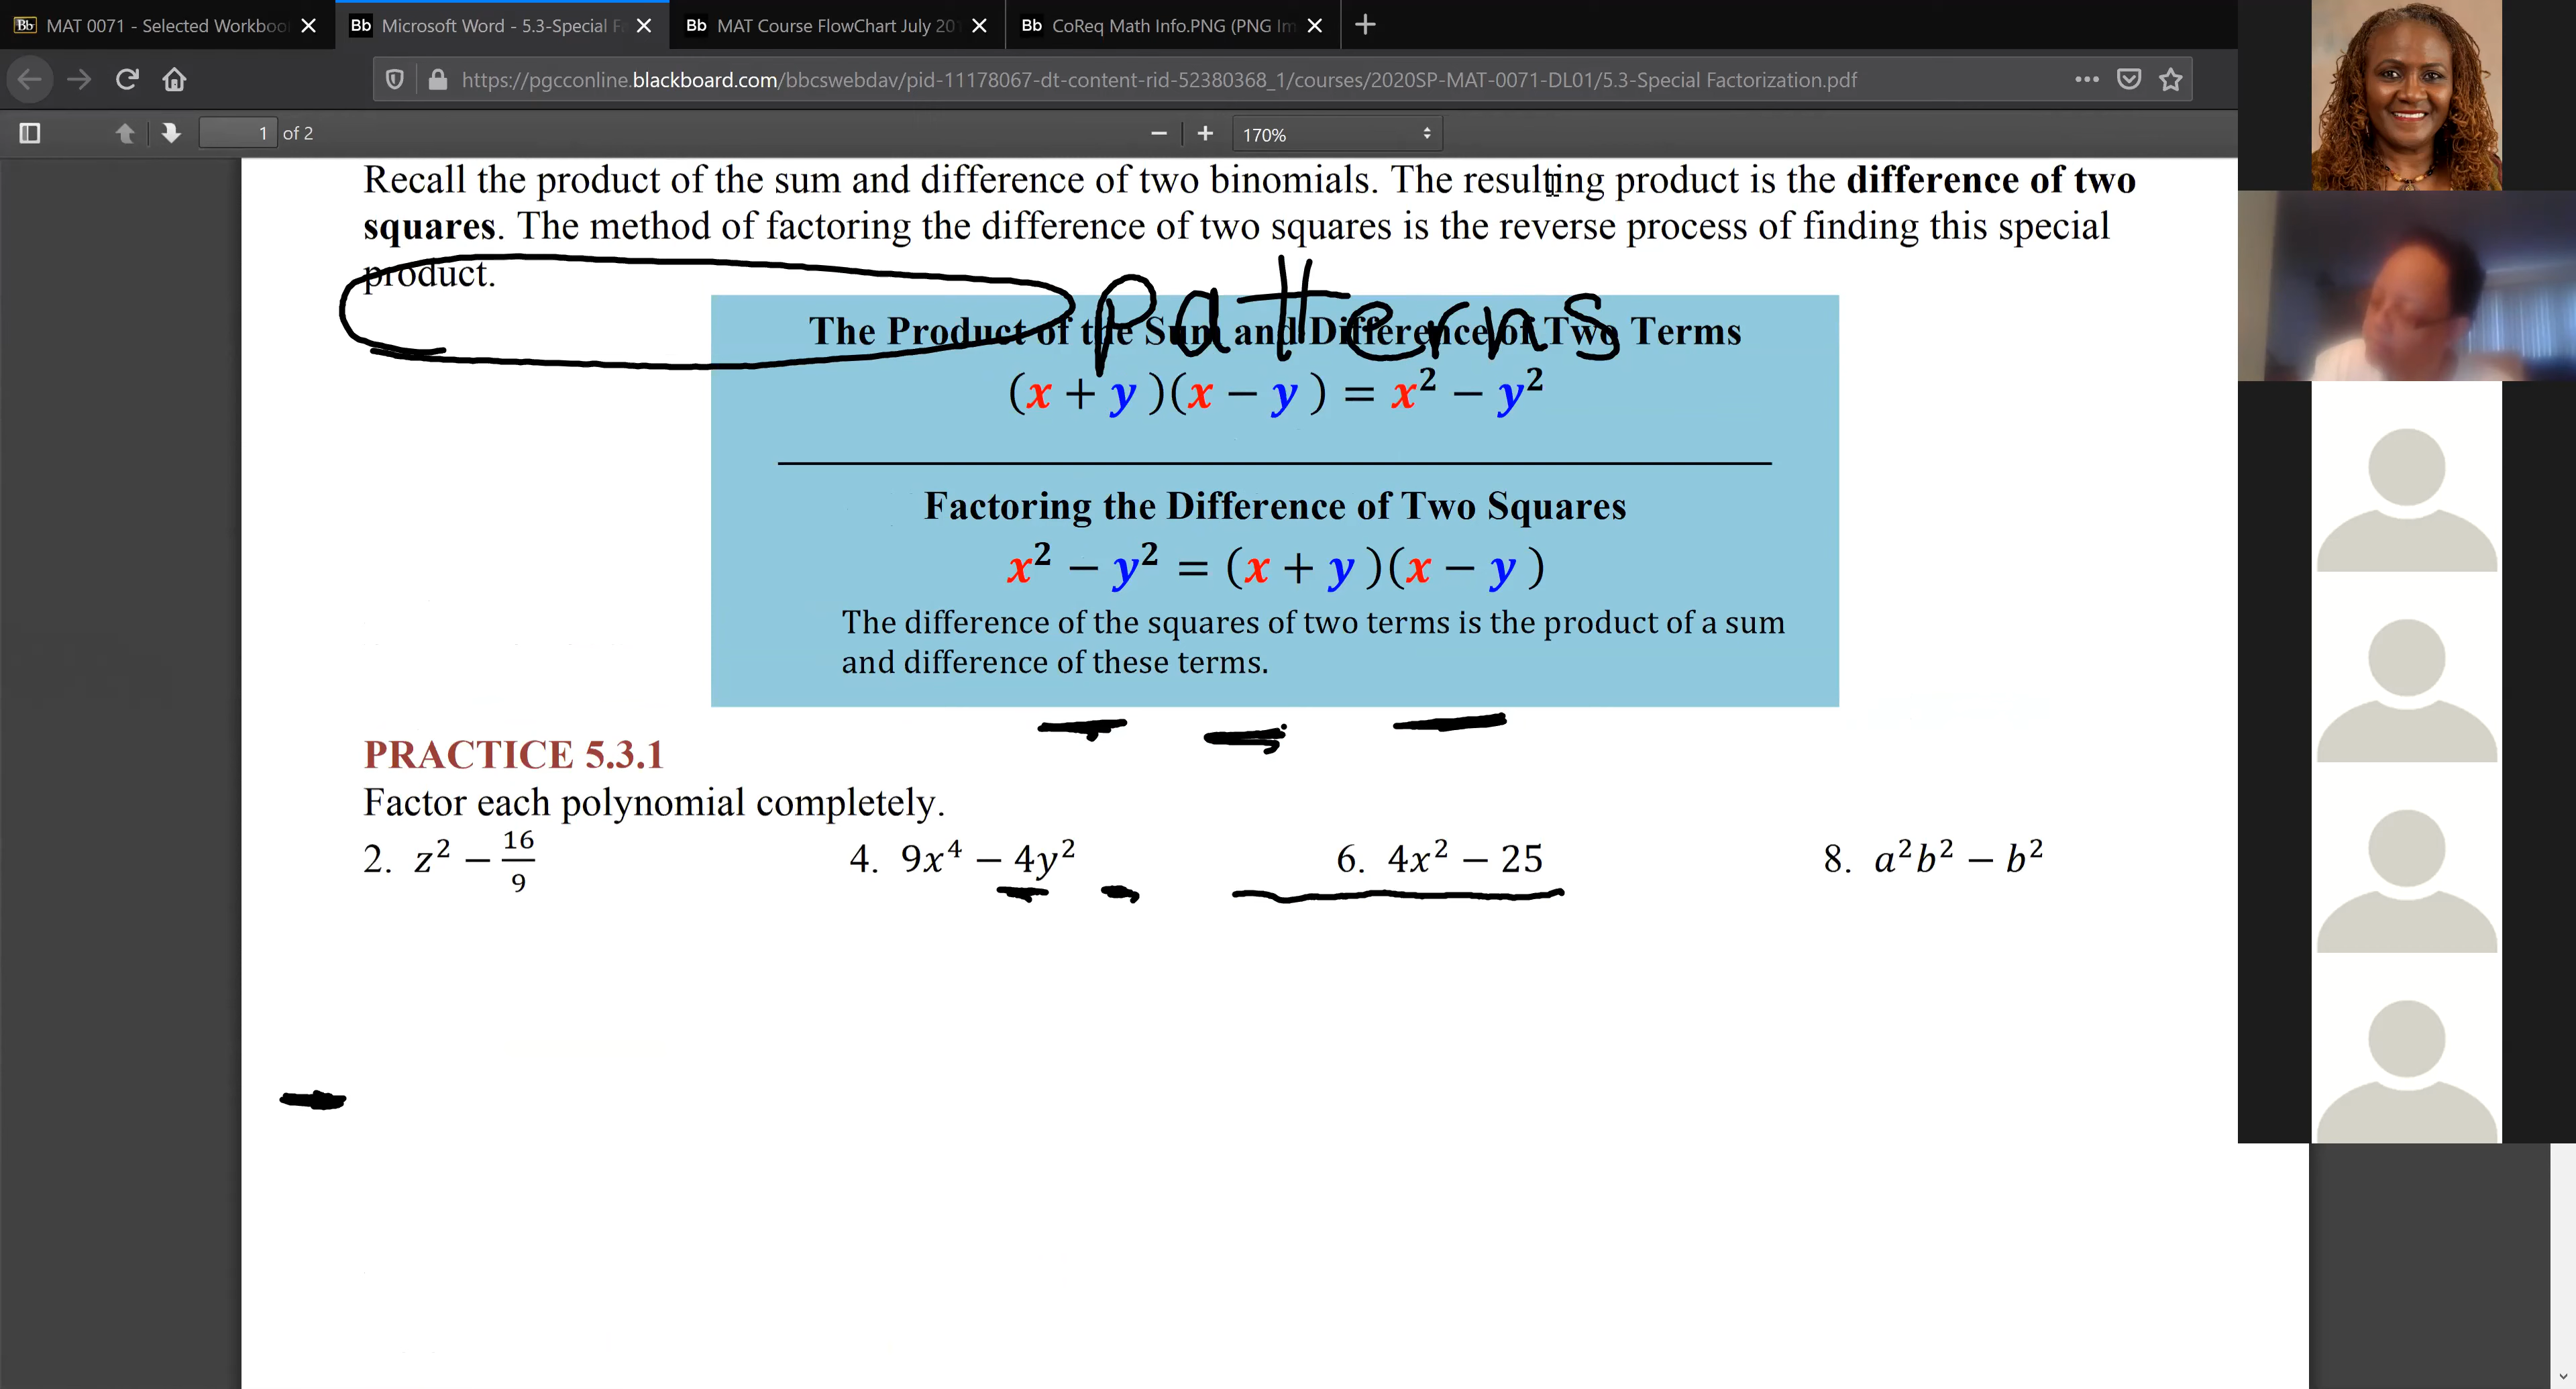 MAT 0071 - Selected Workboo
Microsoft Word - 5.3-Special Fa
MAT Course FlowChart July 201
CoReq Math Info.PNG (PNG Im
https://pgcconline.blackboard.com/bbcswebdav/pid-11178067-dt-content-rid-52380368_1/courses/2020SP-MAT-0071-DL01/5.3-Special Factorization.pdf
1 of 2
170%
Recall the product of the sum and difference of two binomials. The resulting product is the difference of two
squares. The method of factoring the difference of two squares is the reverse process of finding this special
product.
patterns
The Product of the Sum and Difference of Two Terms
(x + y)(x − y) = x² − y²
Factoring the Difference of Two Squares
x² − y² = (x + y)(x − y)
The difference of the squares of two terms is the product of a sum
and difference of these terms.
PRACTICE 5.3.1
Factor each polynomial completely.
2. z² − 16/9 4. 9x⁴ − 4y² 6. 4x² − 25 8. a²b² − b²